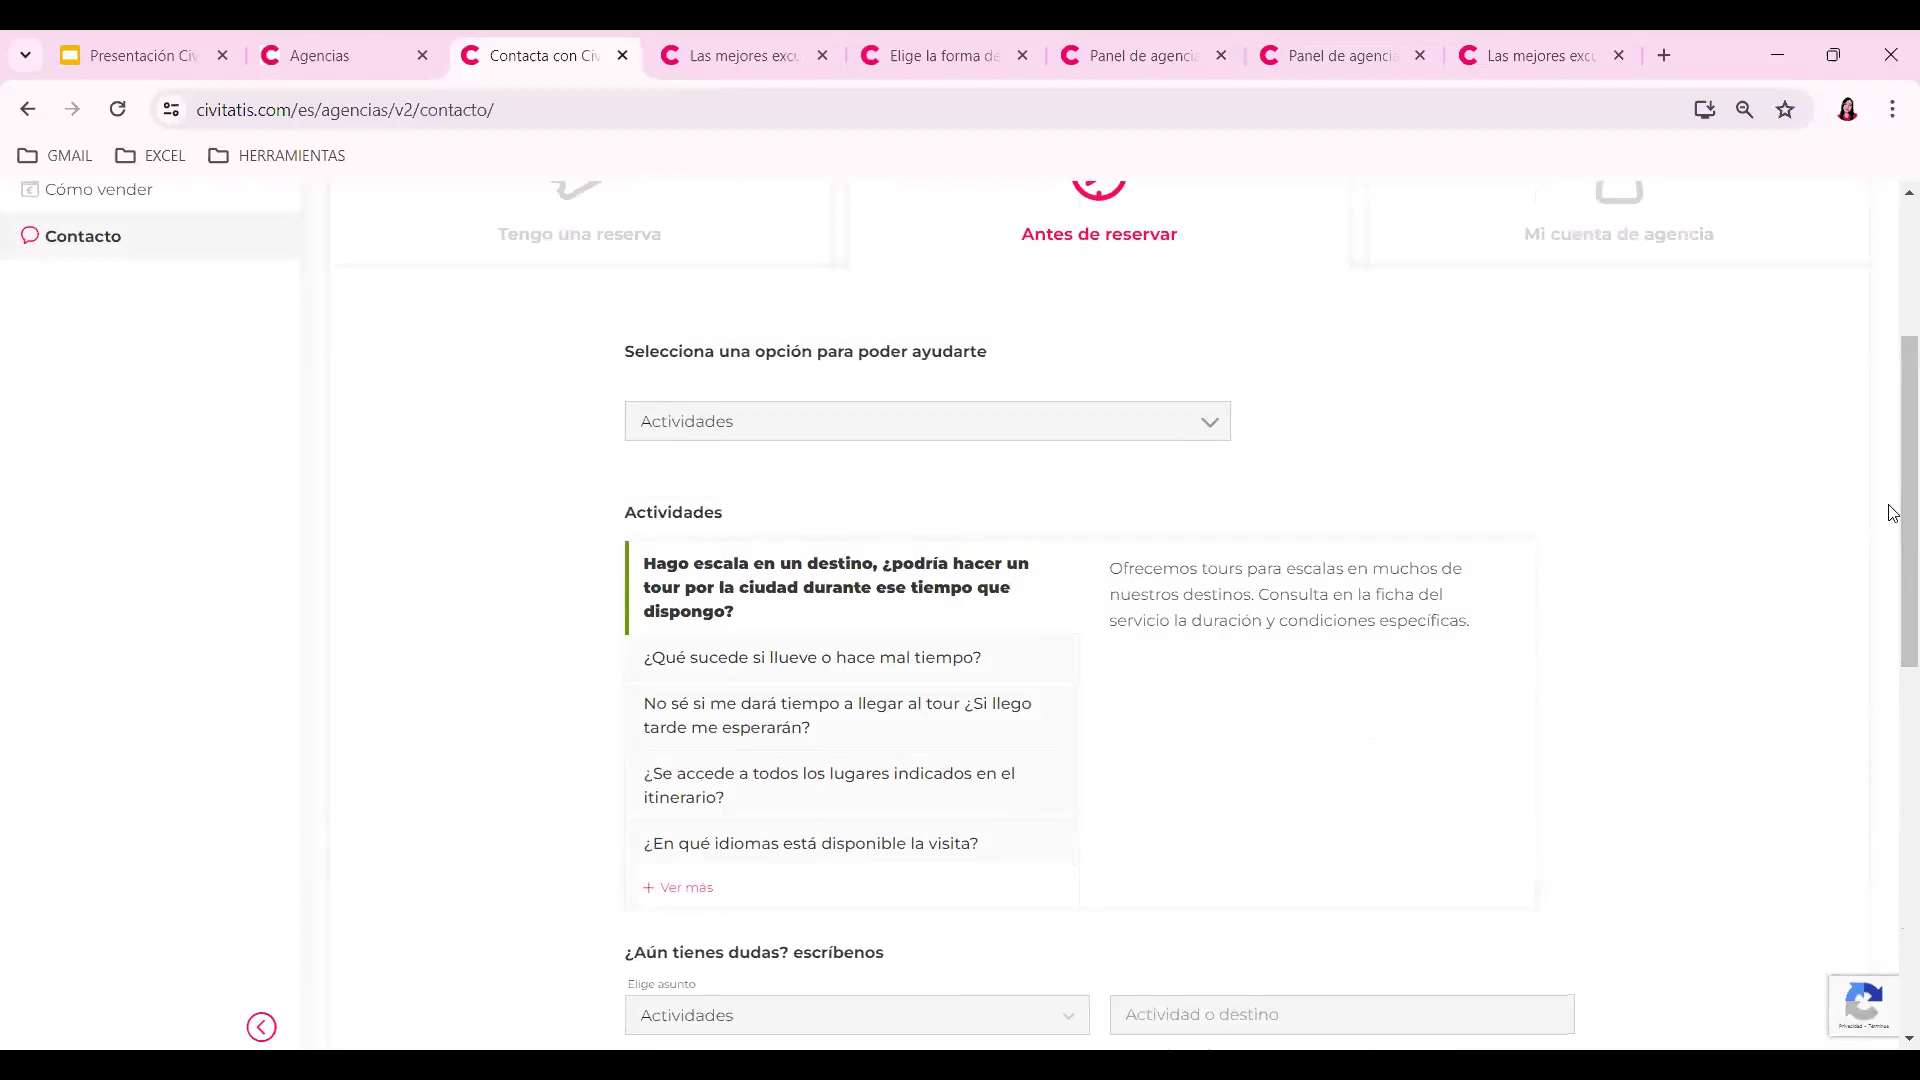 Presentación Civ
Agencias
Contacta con Civ
Las mejores excu
Elige la forma de
Panel de agencia
Panel de agencia
Las mejores excu
civitatis.com/es/agencias/v2/contacto/
GMAIL
EXCEL
HERRAMIENTAS
Cómo vender
Contacto
Tengo una reserva
Antes de reservar
Mi cuenta de agencia
Selecciona una opción para poder ayudarte
Actividades
Actividades
Hago escala en un destino, ¿podría hacer un
tour por la ciudad durante ese tiempo que
dispongo?
Ofrecemos tours para escalas en muchos de
nuestros destinos. Consulta en la ficha del
servicio la duración y condiciones específicas.
¿Qué sucede si llueve o hace mal tiempo?
No sé si me dará tiempo a llegar al tour ¿Si llego
tarde me esperarán?
¿Se accede a todos los lugares indicados en el
itinerario?
¿En qué idiomas está disponible la visita?
+ Ver más
¿Aún tienes dudas? escríbenos
Elige asunto
Actividades
Actividad o destino
Privacidad - Términos